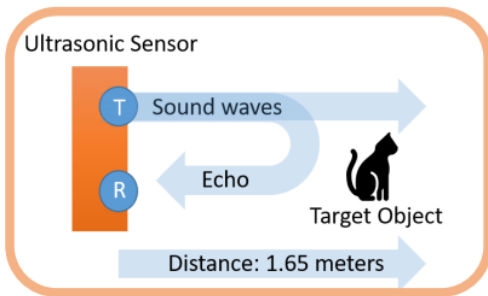 Ultrasonic Sensor
T
Sound waves
R
Echo
Target Object
Distance: 1.65 meters